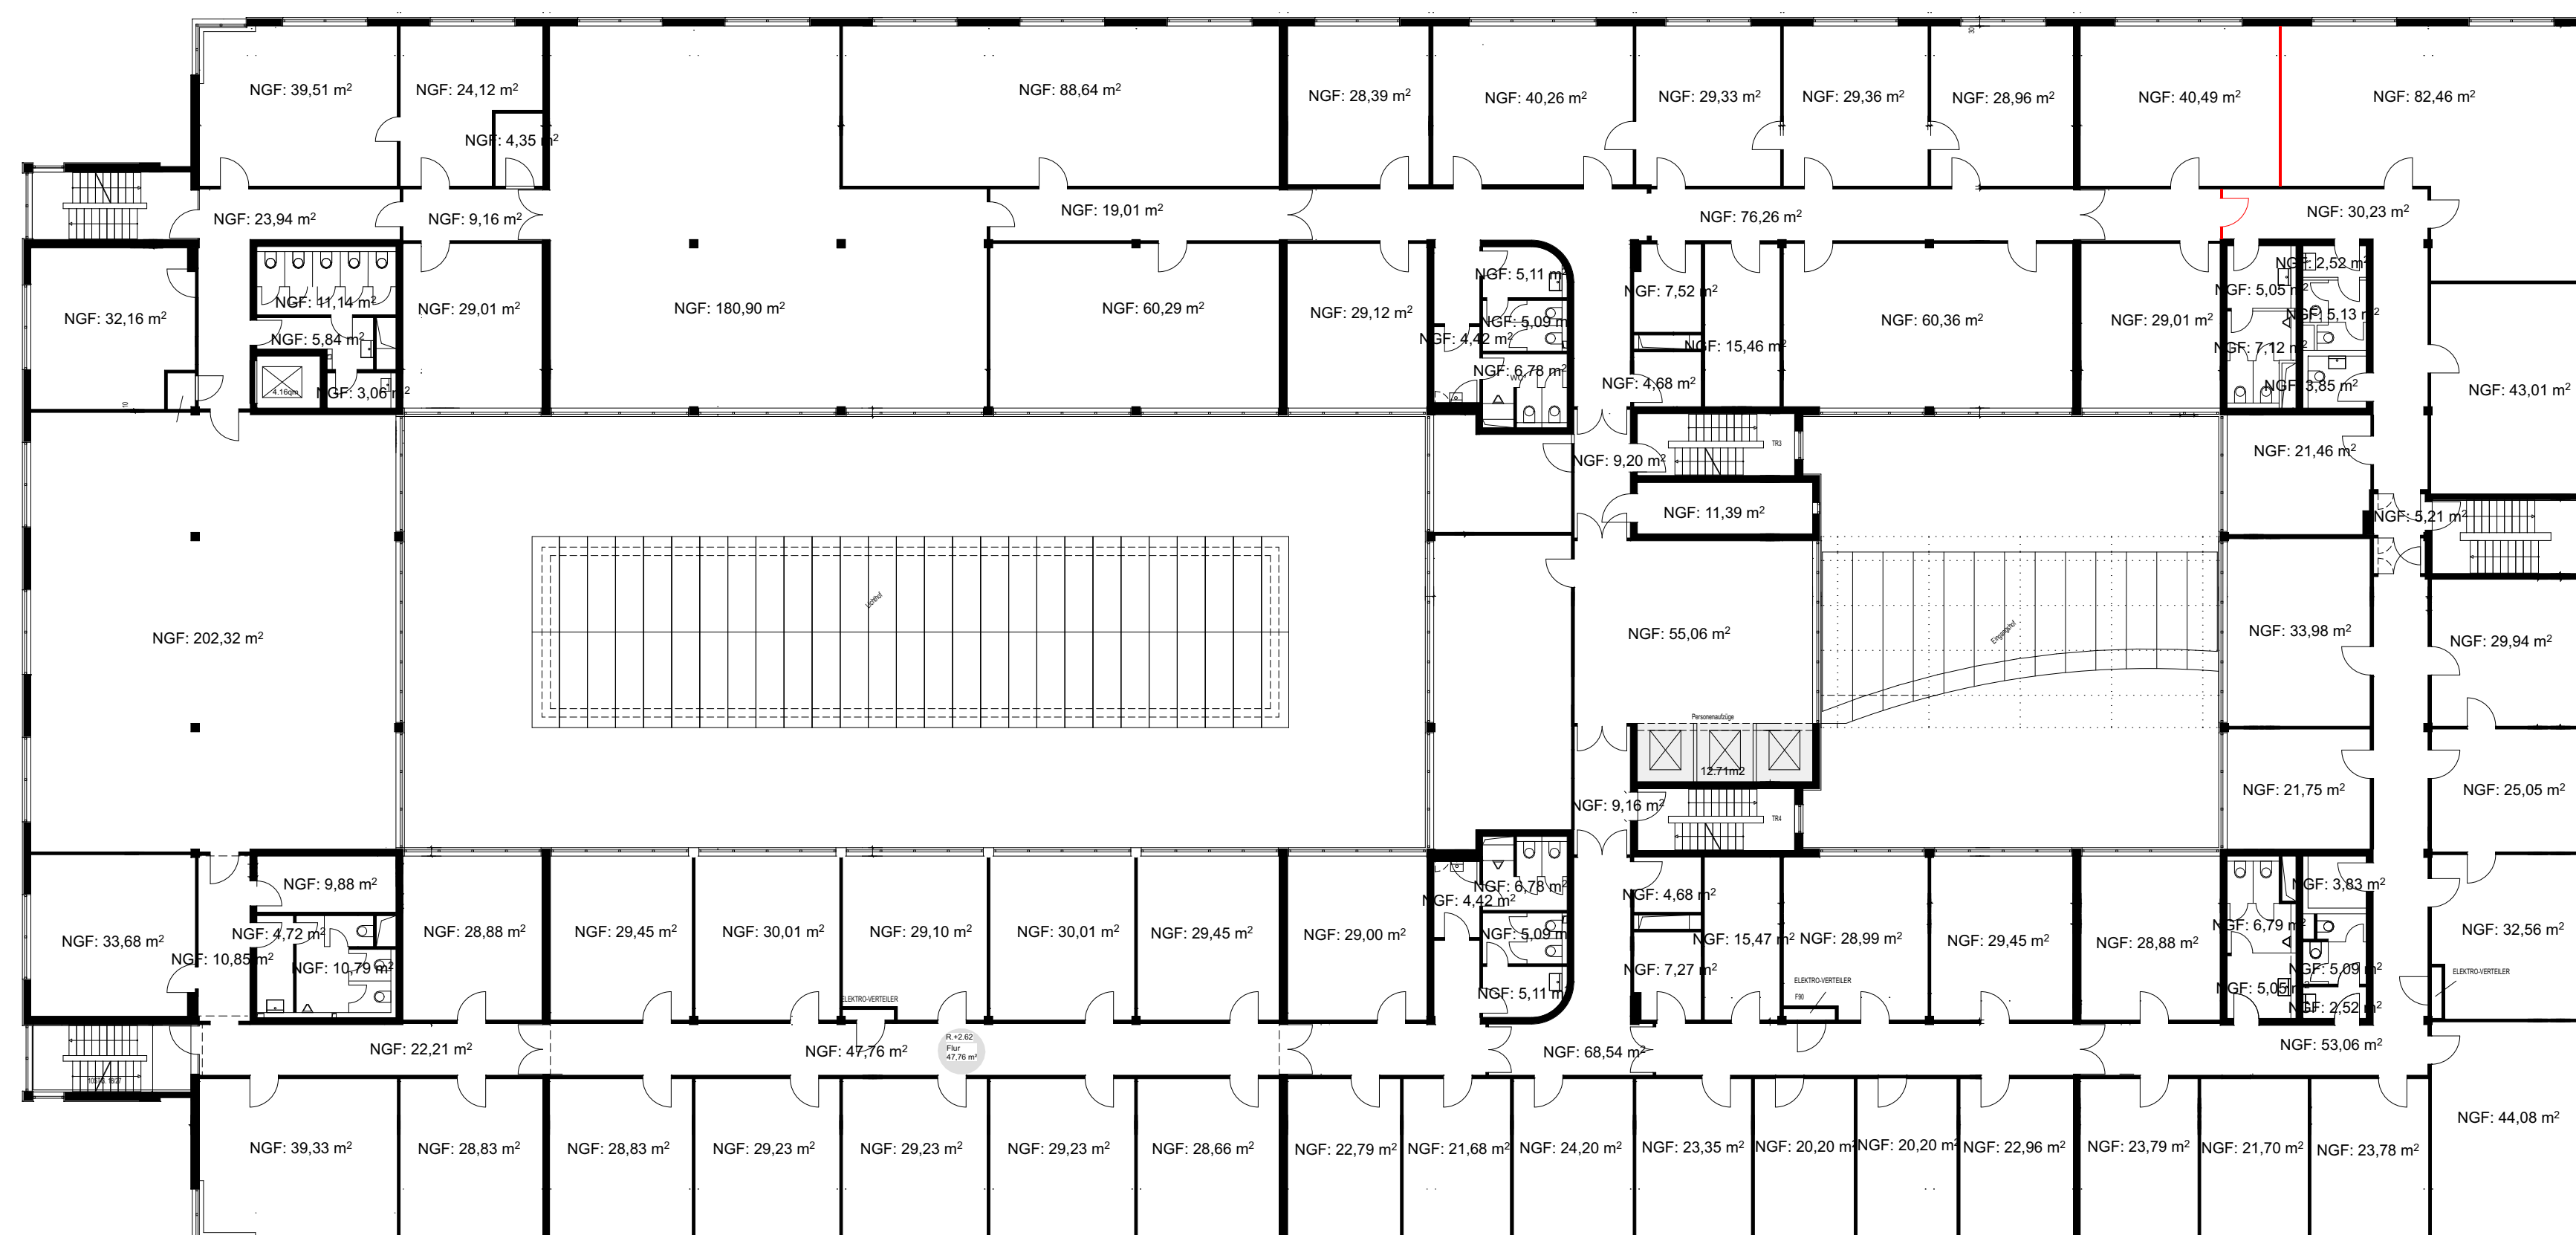 30
NGF: 39,51 m²
NGF: 24,12 m²
NGF: 88,64 m²
NGF: 28,39 m²
NGF: 40,26 m²
NGF: 29,33 m²
NGF: 29,36 m²
NGF: 28,96 m²
NGF: 40,49 m²
NGF: 82,46 m²
NGF: 4,35 m²
NGF: 23,94 m²
NGF: 9,16 m²
NGF: 19,01 m²
NGF: 76,26 m²
NGF: 30,23 m²
NGF: 32,16 m²
NGF: 11,14 m²
NGF: 5,84 m²
4.16qm
NGF: 3,06 m²
NGF: 29,01 m²
NGF: 180,90 m²
NGF: 60,29 m²
NGF: 29,12 m²
NGF: 5,11 m²
NGF: 5,09 m²
NGF: 4,42 m²
NGF: 6,78 m²
WC
NGF: 7,52 m²
NGF: 15,46 m²
NGF: 4,68 m²
NGF: 60,36 m²
NGF: 29,01 m²
NGF: 2,52 m²
NGF: 5,05 m²
NGF: 5,13 m²
NGF: 7,12 m²
NGF: 3,85 m²
NGF: 43,01 m²
10
NGF: 9,20 m²
TR3
NGF: 21,46 m²
NGF: 11,39 m²
NGF: 5,21 m²
Lichthof
NGF: 202,32 m²
NGF: 55,06 m²
Eingangshof
NGF: 33,98 m²
NGF: 29,94 m²
Personenaufzüge
12.71m2
NGF: 21,75 m²
NGF: 25,05 m²
NGF: 9,16 m²
TR4
NGF: 33,68 m²
NGF: 9,88 m²
NGF: 4,72 m²
NGF: 10,85 m²
NGF: 10,79 m²
NGF: 28,88 m²
NGF: 29,45 m²
NGF: 30,01 m²
NGF: 29,10 m²
NGF: 30,01 m²
NGF: 29,45 m²
NGF: 29,00 m²
NGF: 6,78 m²
NGF: 4,42 m²
NGF: 5,09 m²
NGF: 5,11 m²
NGF: 4,68 m²
NGF: 15,47 m²
NGF: 7,27 m²
NGF: 28,99 m²
ELEKTRO-VERTEILER
F90
NGF: 29,45 m²
NGF: 28,88 m²
NGF: 3,83 m²
NGF: 6,79 m²
NGF: 5,09 m²
NGF: 5,05 m²
NGF: 2,52 m²
NGF: 32,56 m²
ELEKTRO-VERTEILER
ELEKTRO-VERTEILER
NGF: 22,21 m²
NGF: 47,76 m²
R.+2.62
Flur
47,76 m²
NGF: 68,54 m²
NGF: 53,06 m²
NGF: 39,33 m²
NGF: 28,83 m²
NGF: 28,83 m²
NGF: 29,23 m²
NGF: 29,23 m²
NGF: 29,23 m²
NGF: 28,66 m²
NGF: 22,79 m²
NGF: 21,68 m²
NGF: 24,20 m²
NGF: 23,35 m²
NGF: 20,20 m²
NGF: 20,20 m²
NGF: 22,96 m²
NGF: 23,79 m²
NGF: 21,70 m²
NGF: 23,78 m²
NGF: 44,08 m²